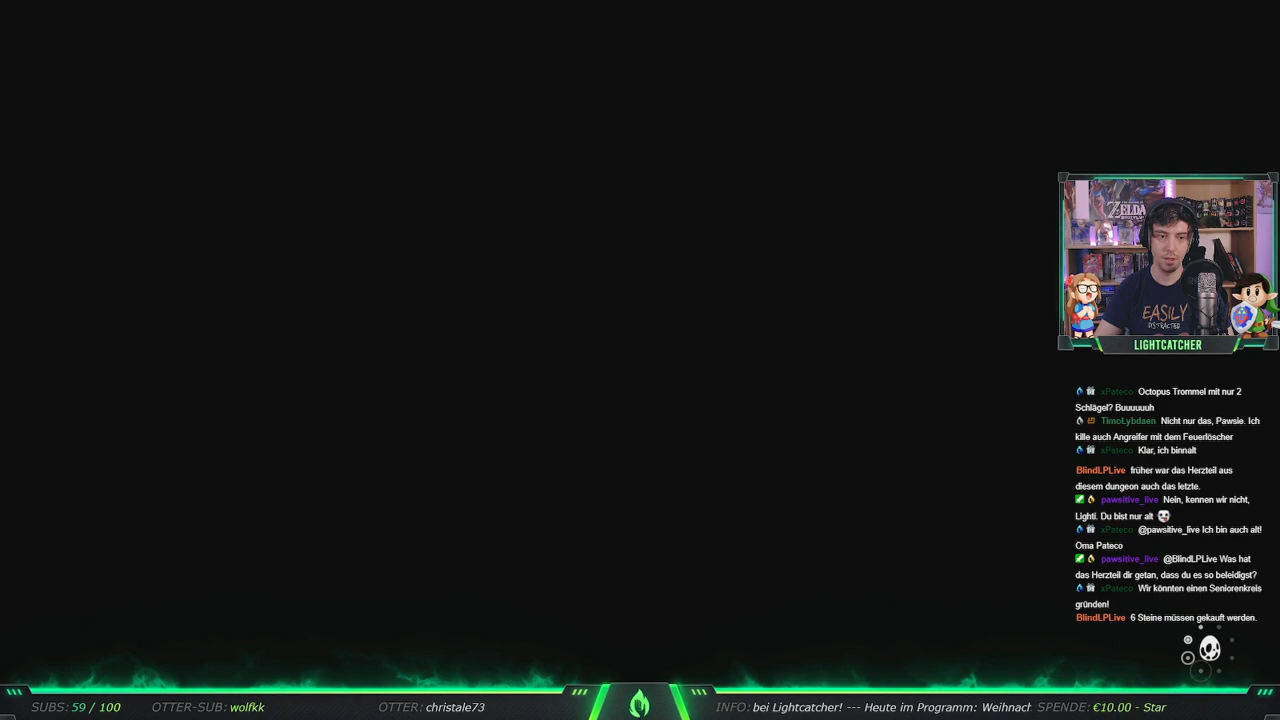 ZELDA
EASILY
DISTRACTED
LIGHTCATCHER
xPateco Octopus Trommel mit nur 2
Schlägel? Buuuuuuh
TimoLybdaen Nicht nur das, Pawsie. Ich
kille auch Angreifer mit dem Feuerlöscher
xPateco Klar, ich binnalt
BlindLPLive früher war das Herzteil aus
diesem dungeon auch das letzte.
pawsitive_live Nein, kennen wir nicht,
Lighti. Du bist nur alt
xPateco @pawsitive_live Ich bin auch alt!
Oma Pateco
pawsitive_live @BlindLPLive Was hat
das Herzteil dir getan, dass du es so beleidigst?
xPateco Wir könnten einen Seniorenkreis
gründen!
BlindLPLive 6 Steine müssen gekauft werden.
SUBS: 59 / 100 OTTER-SUB: wolfkk OTTER: christale73 INFO: bei Lightcatcher! --- Heute im Programm: Weihnach SPENDE: €10.00 - Star